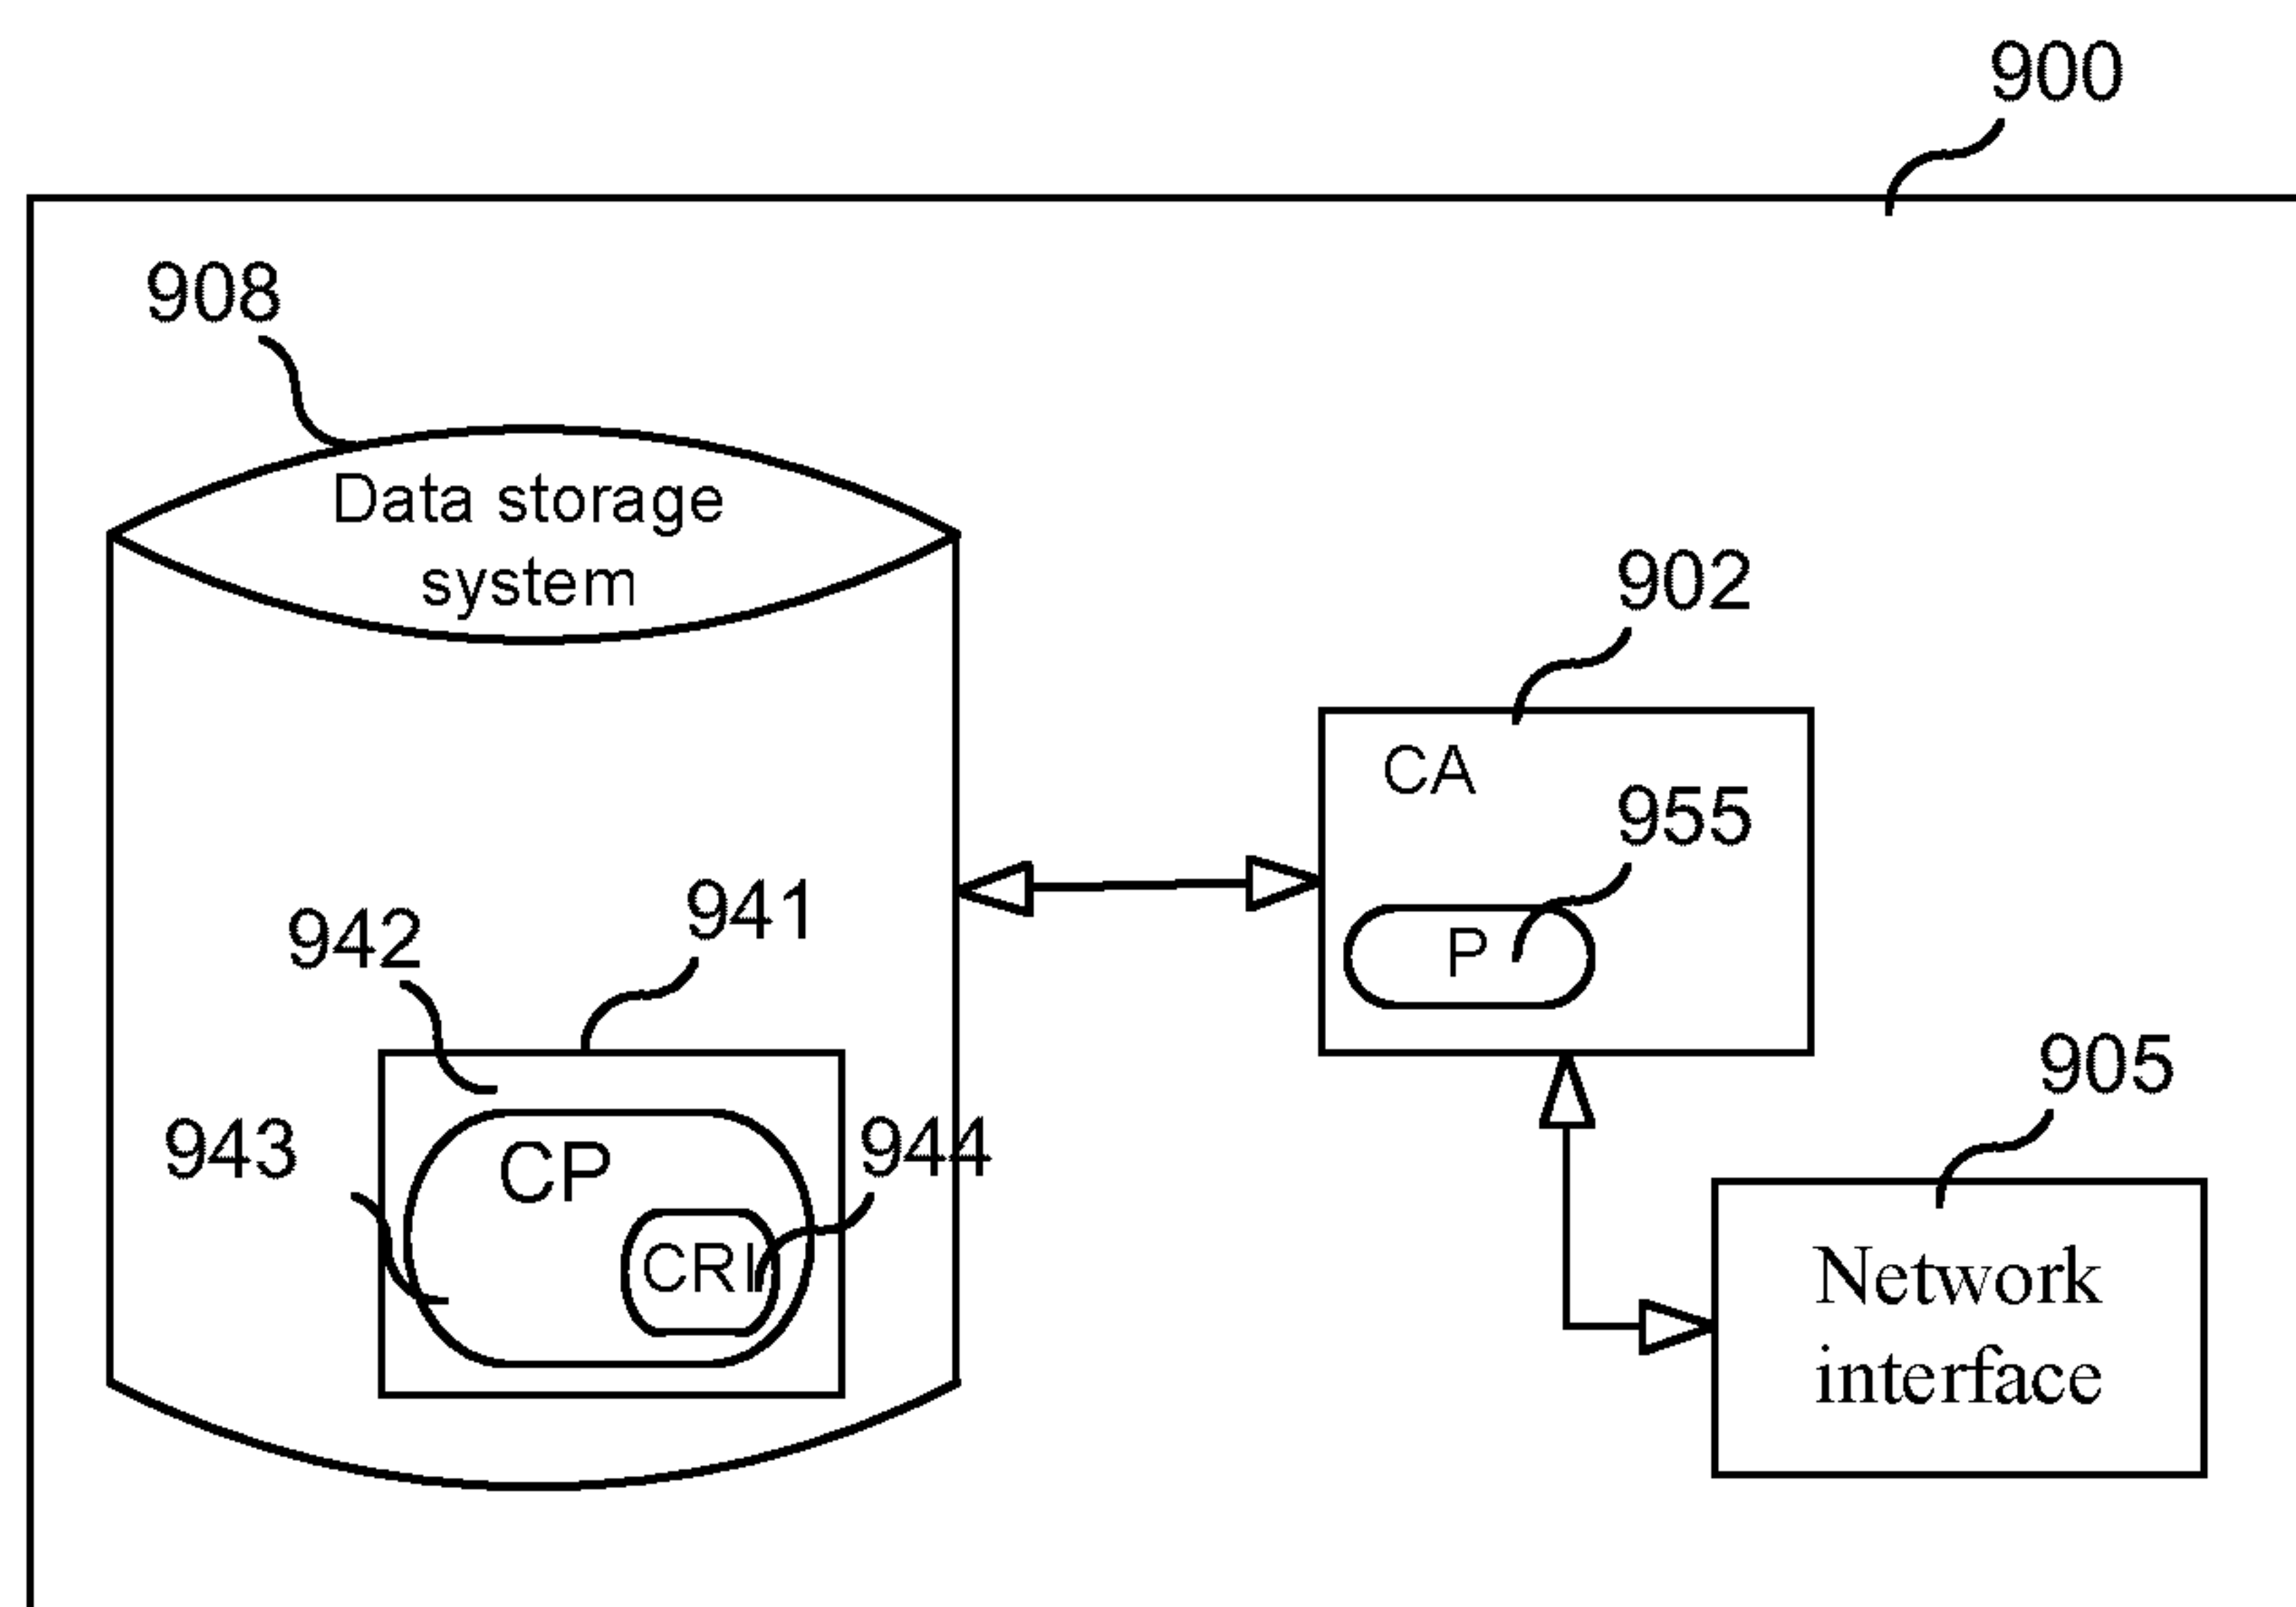 900
908
Data storage
system
902
CA
955
P
941
942
943
CP
944
CRI
905
Network
interface